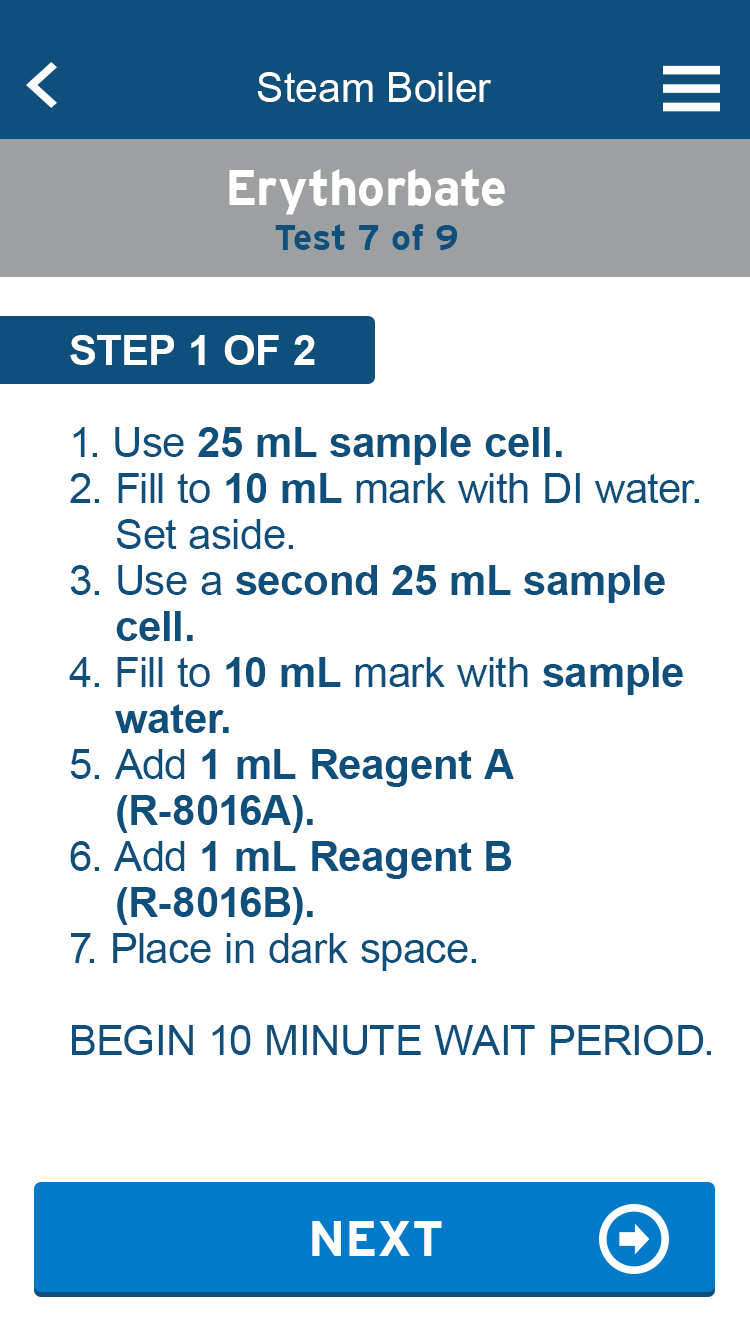 Steam Boiler
Erythorbate
Test 7 of 9
STEP 1 OF 2
1. Use 25 mL sample cell.
2. Fill to 10 mL mark with DI water.
Set aside.
3. Use a second 25 mL sample
cell.
4. Fill to 10 mL mark with sample
water.
5. Add 1 mL Reagent A
(R-8016A).
6. Add 1 mL Reagent B
(R-8016B).
7. Place in dark space.
BEGIN 10 MINUTE WAIT PERIOD.
NEXT